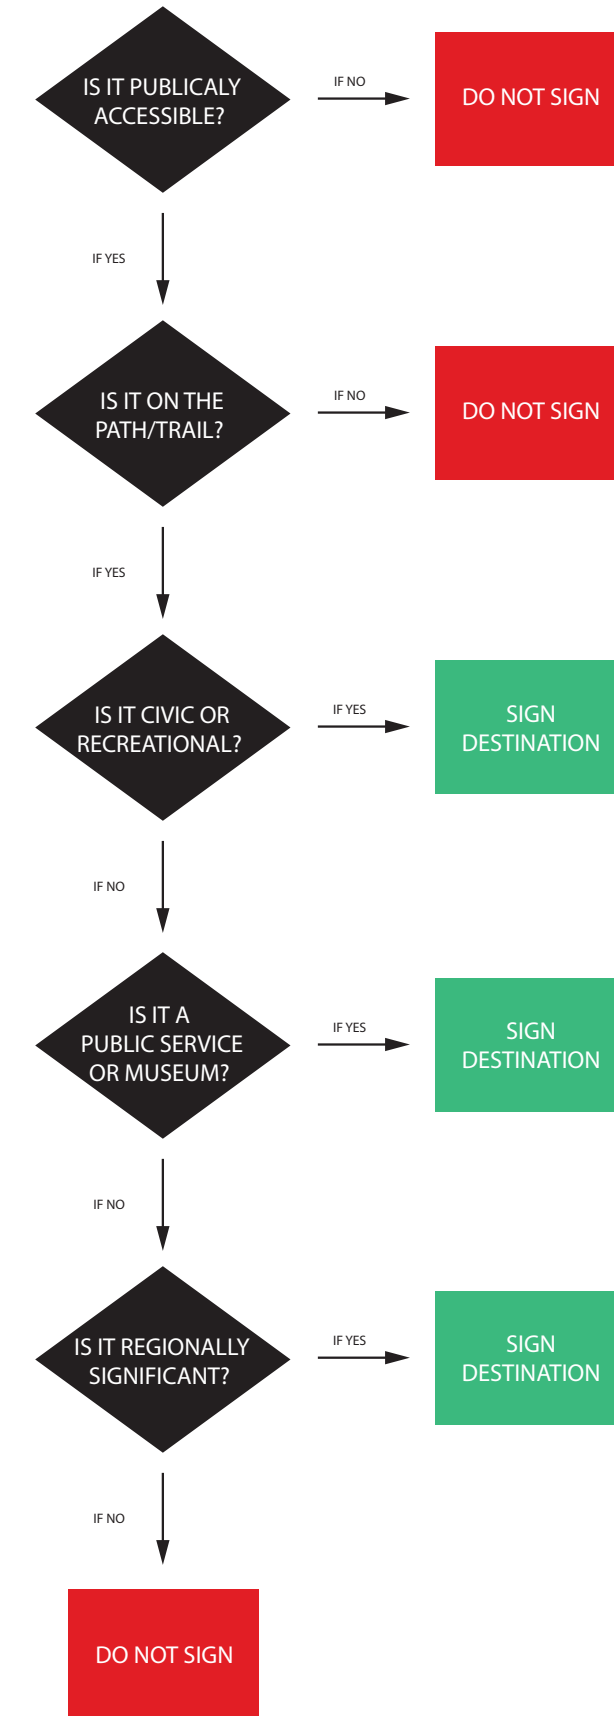 IS IT PUBLICALY
ACCESSIBLE?
IF NO
DO NOT SIGN
IF YES
IS IT ON THE
PATH/TRAIL?
IF NO
DO NOT SIGN
IF YES
IS IT CIVIC OR
RECREATIONAL?
IF YES
SIGN
DESTINATION
IF NO
IS IT A
PUBLIC SERVICE
OR MUSEUM?
IF YES
SIGN
DESTINATION
IF NO
IS IT REGIONALLY
SIGNIFICANT?
IF YES
SIGN
DESTINATION
IF NO
DO NOT SIGN